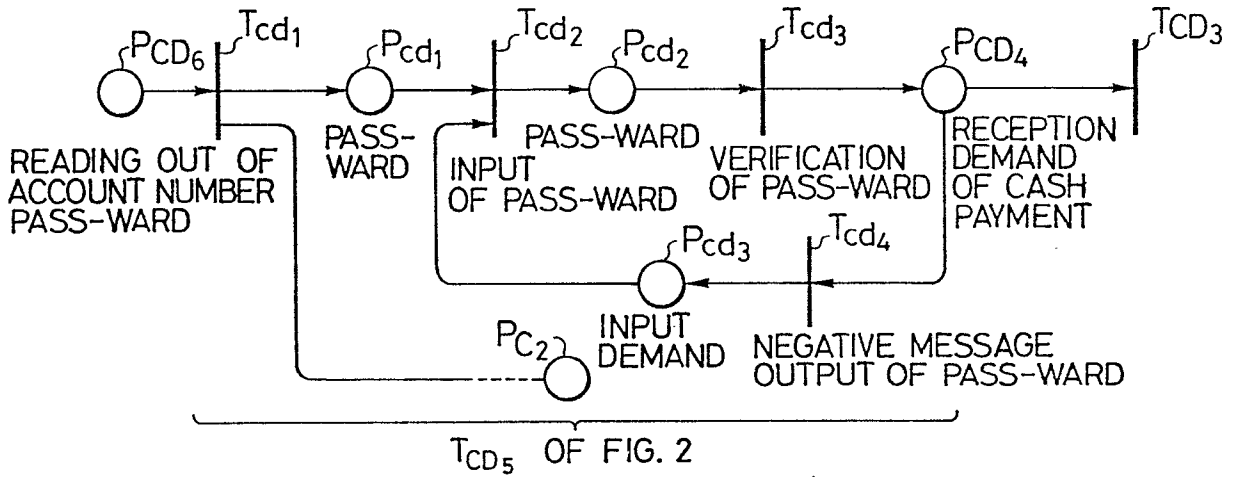 PCD6
Tcd1
Pcd1
Tcd2
Pcd2
Tcd3
PCD4
TCD3
READING OUT OF
ACCOUNT NUMBER
PASS-WARD
PASS-
WARD
INPUT
OF PASS-WARD
PASS-WARD
VERIFICATION
OF PASS-WARD
RECEPTION
DEMAND
OF CASH
PAYMENT
Pcd3
Tcd4
INPUT
DEMAND
NEGATIVE MESSAGE
OUTPUT OF PASS-WARD
PC2
TCD5 OF FIG. 2